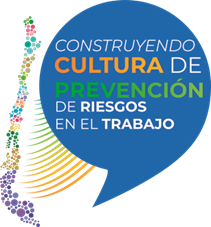 CONSTRUYENDO
CULTURA DE
PREVENCIÓN
DE RIESGOS
EN EL TRABAJO